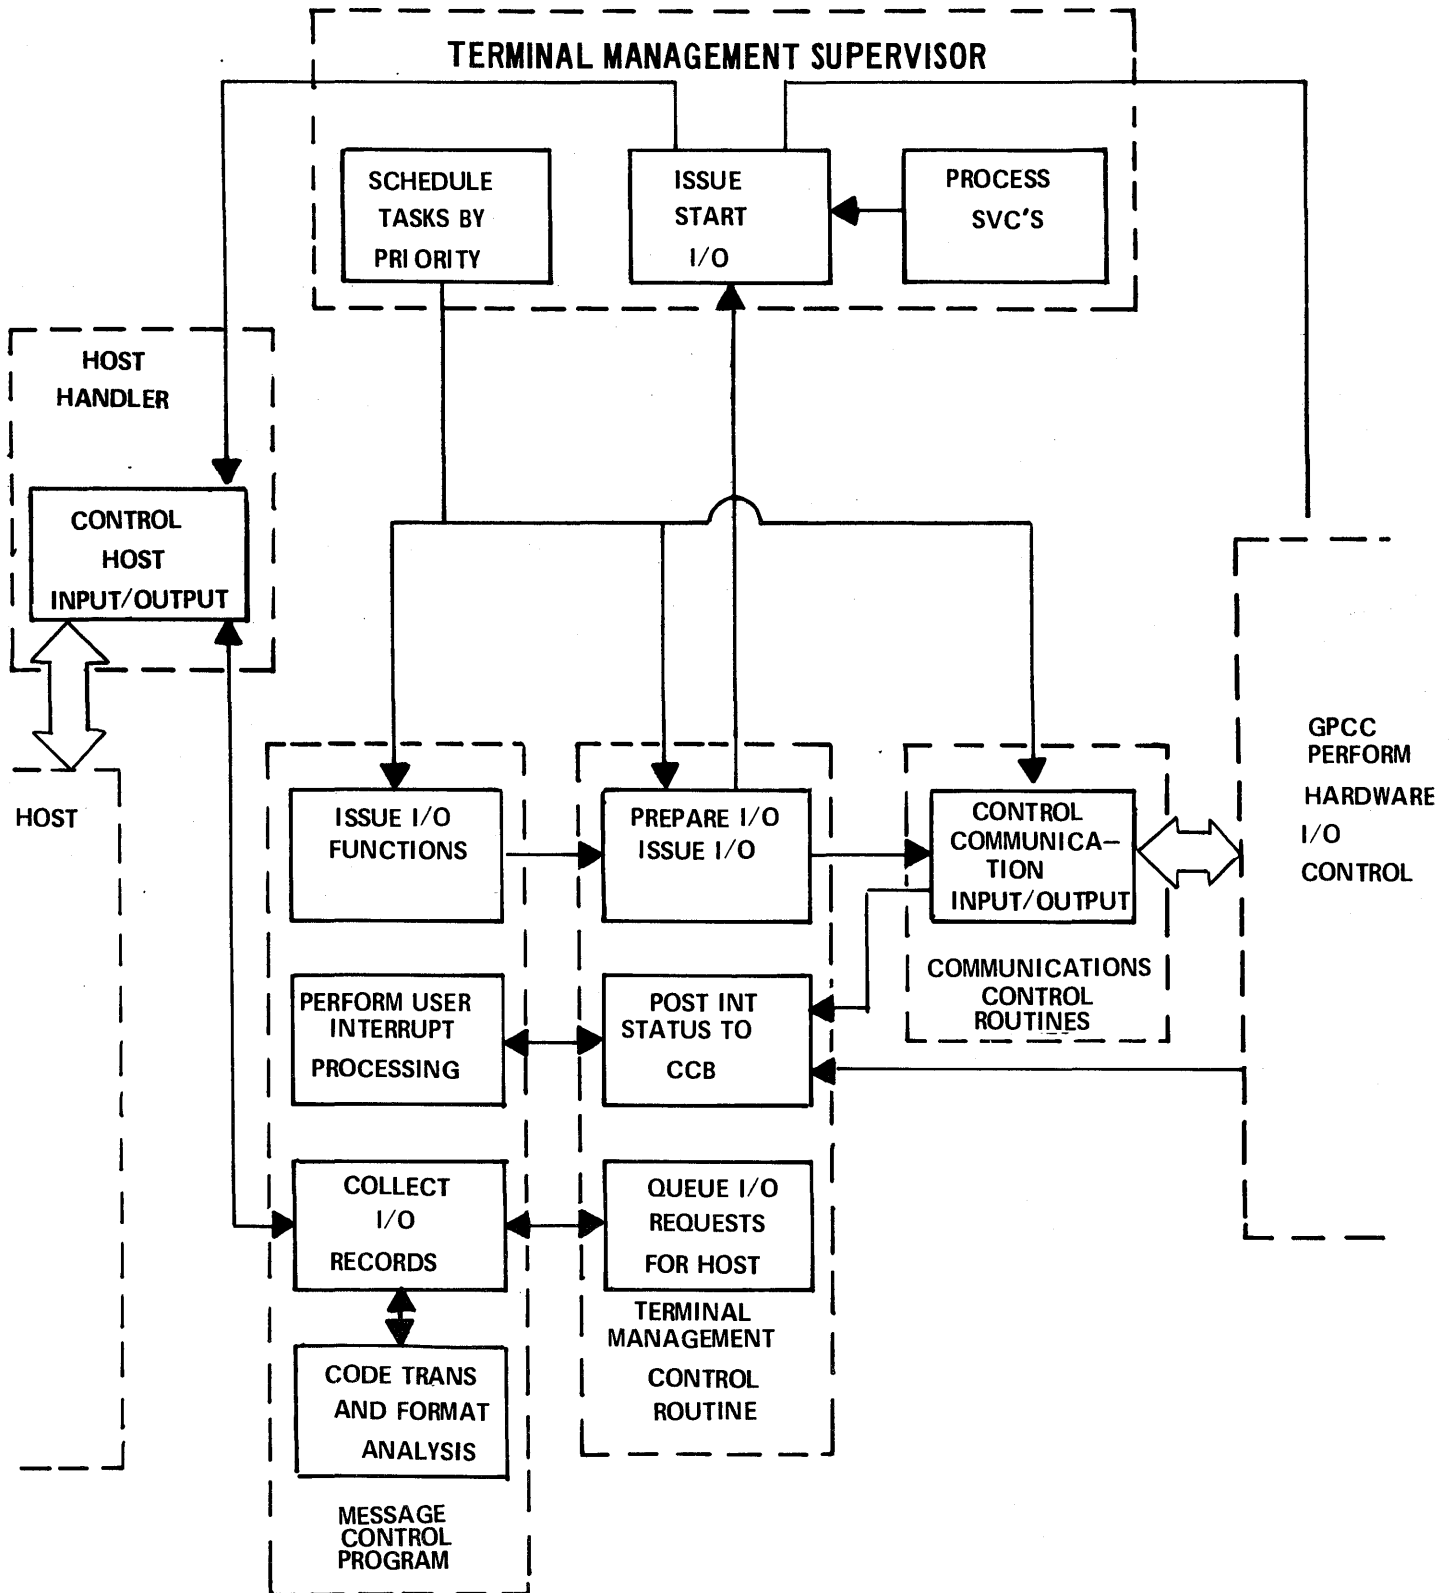 TERMINAL MANAGEMENT SUPERVISOR
SCHEDULE
TASKS BY
PRIORITY
ISSUE
START
I/O
PROCESS
SVC'S
HOST
HANDLER
CONTROL
HOST
INPUT/OUTPUT
HOST
ISSUE I/O
FUNCTIONS
PREPARE I/O
ISSUE I/O
CONTROL
COMMUNICA–
TION
INPUT/OUTPUT
COMMUNICATIONS
CONTROL
ROUTINES
GPCC
PERFORM
HARDWARE
I/O
CONTROL
PERFORM USER
INTERRUPT
PROCESSING
POST INT
STATUS TO
CCB
COLLECT
I/O
RECORDS
QUEUE I/O
REQUESTS
FOR HOST
TERMINAL
MANAGEMENT
CONTROL
ROUTINE
CODE TRANS
AND FORMAT
ANALYSIS
MESSAGE
CONTROL
PROGRAM